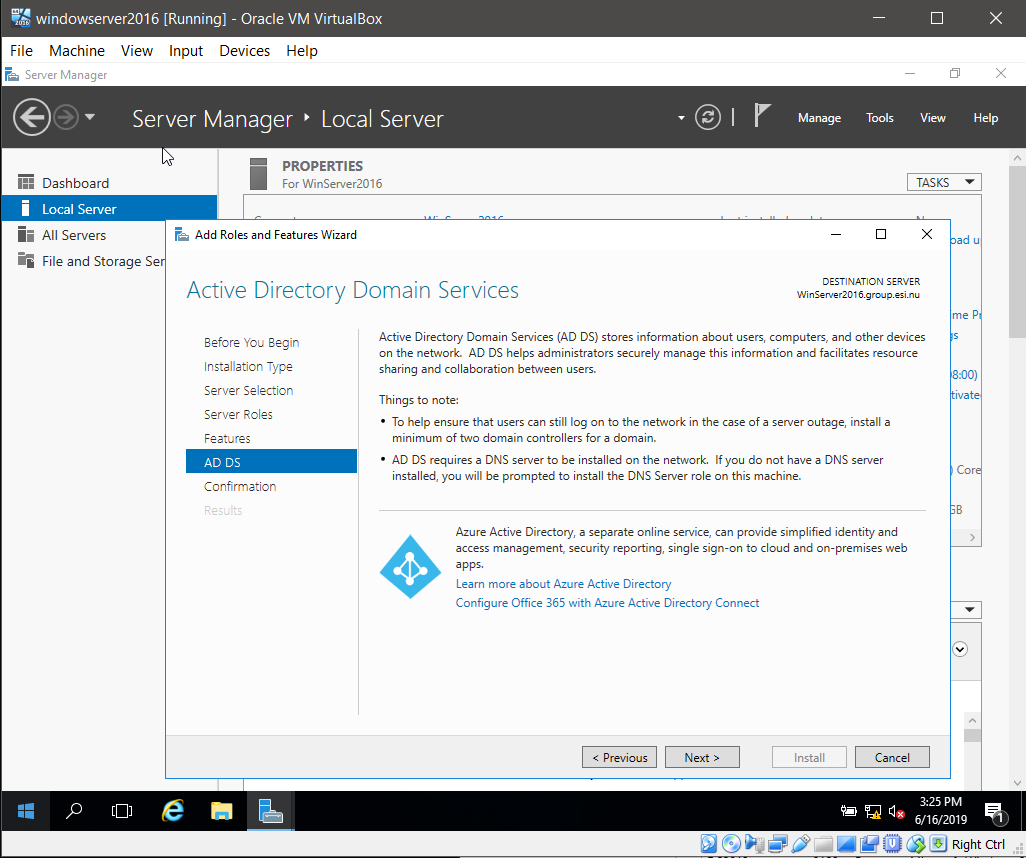 windowserver2016 [Running] - Oracle VM VirtualBox
File Machine View Input Devices Help
Server Manager
Server Manager Local Server
Manage Tools View Help
Dashboard
Local Server
All Servers
File and Storage Ser
PROPERTIES
For WinServer2016
TASKS
WinServer2016
oad u
ime Pr
gs
08:00)
tivate
) Core
GB
Add Roles and Features Wizard
Active Directory Domain Services
DESTINATION SERVER
WinServer2016.group.esi.nu
Before You Begin
Installation Type
Server Selection
Server Roles
Features
AD DS
Confirmation
Results
Active Directory Domain Services (AD DS) stores information about users, computers, and other devices
on the network. AD DS helps administrators securely manage this information and facilitates resource
sharing and collaboration between users.
Things to note:
• To help ensure that users can still log on to the network in the case of a server outage, install a
minimum of two domain controllers for a domain.
• AD DS requires a DNS server to be installed on the network. If you do not have a DNS server
installed, you will be prompted to install the DNS Server role on this machine.
Azure Active Directory, a separate online service, can provide simplified identity and
access management, security reporting, single sign-on to cloud and on-premises web
apps.
Learn more about Azure Active Directory
Configure Office 365 with Azure Active Directory Connect
< Previous
Next >
Install
Cancel
3:25 PM
6/16/2019
1
Right Ctrl